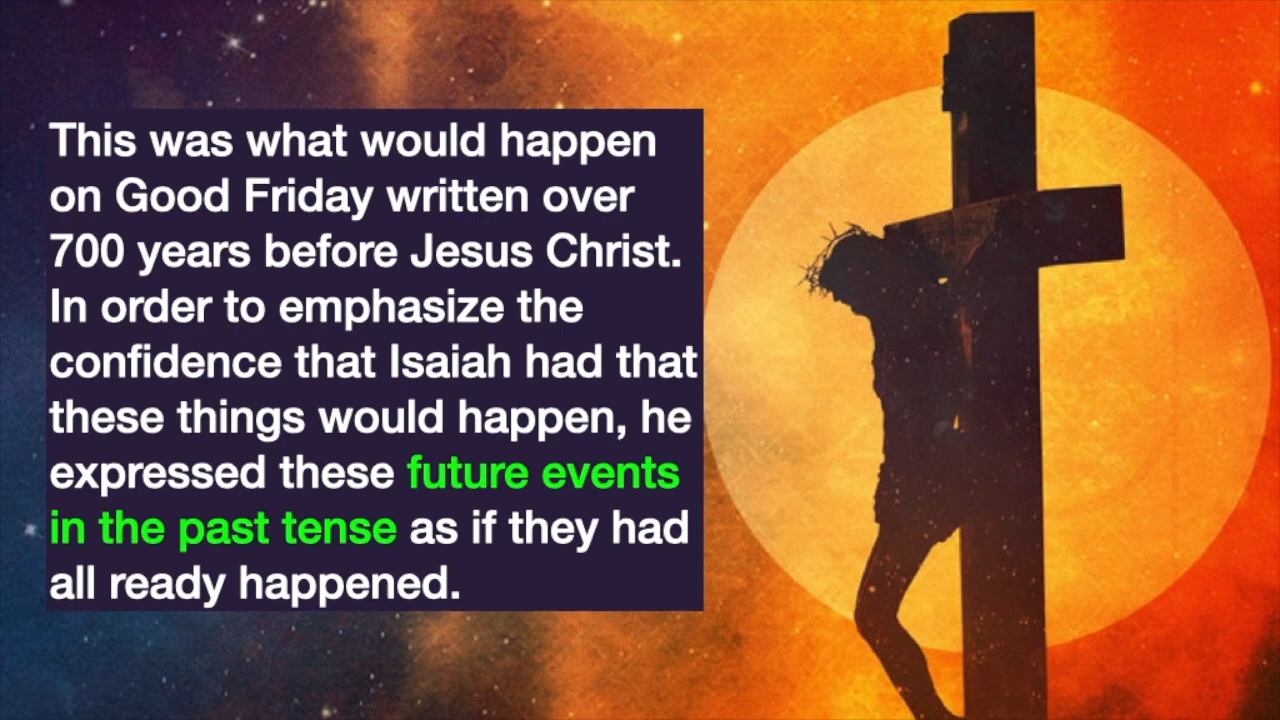 This was what would happen
on Good Friday written over
700 years before Jesus Christ.
In order to emphasize the
confidence that Isaiah had that
these things would happen, he
expressed these future events
in the past tense as if they had
all ready happened.